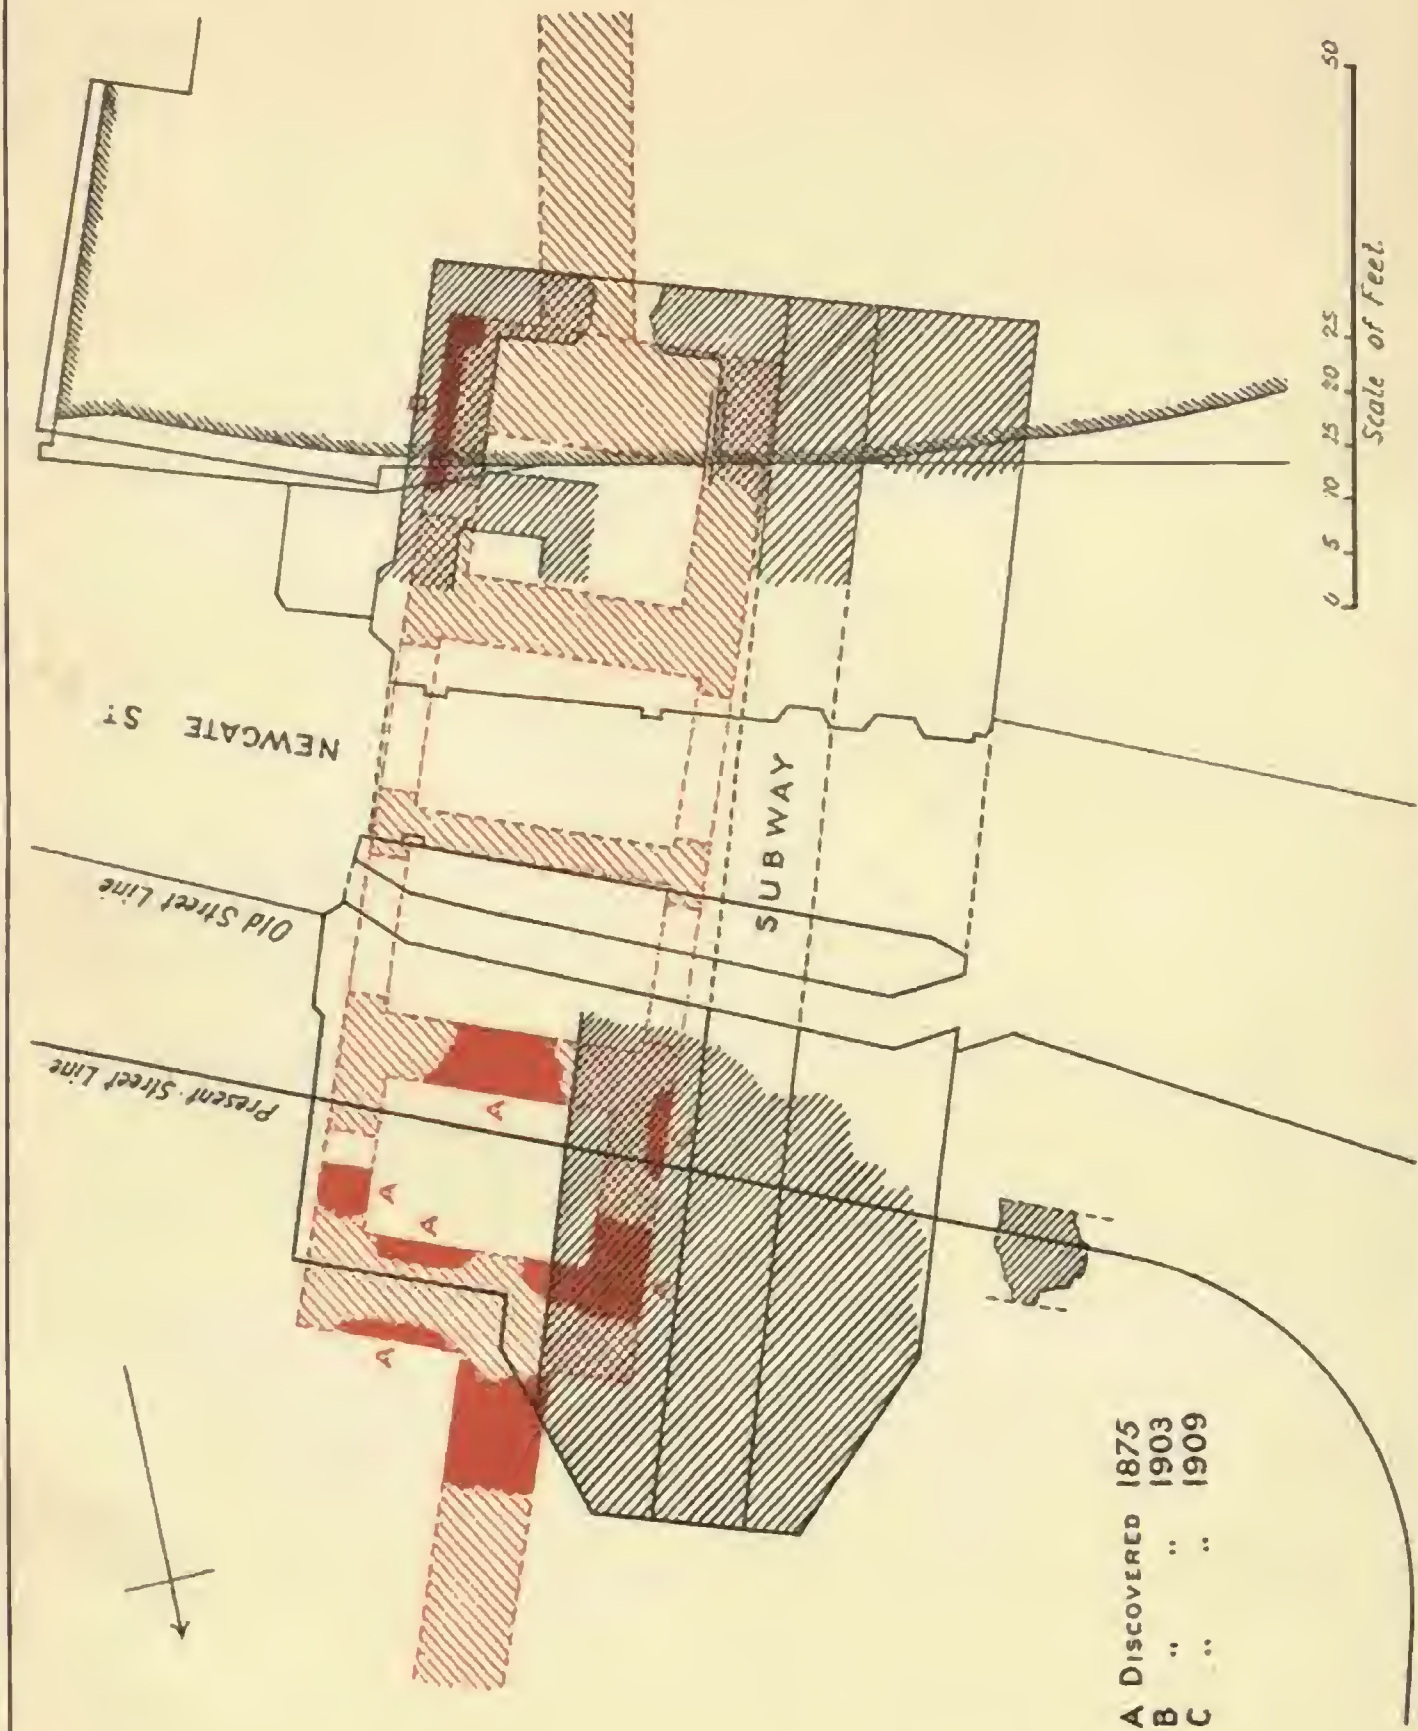 NEWGATE ST
Old Street Line
Present Street Line
SUBWAY
A
A
A
A
B
A DISCOVERED 1875
B " " 1903
C " " 1909
0 5 10 25 20 25 50
Scale of Feet